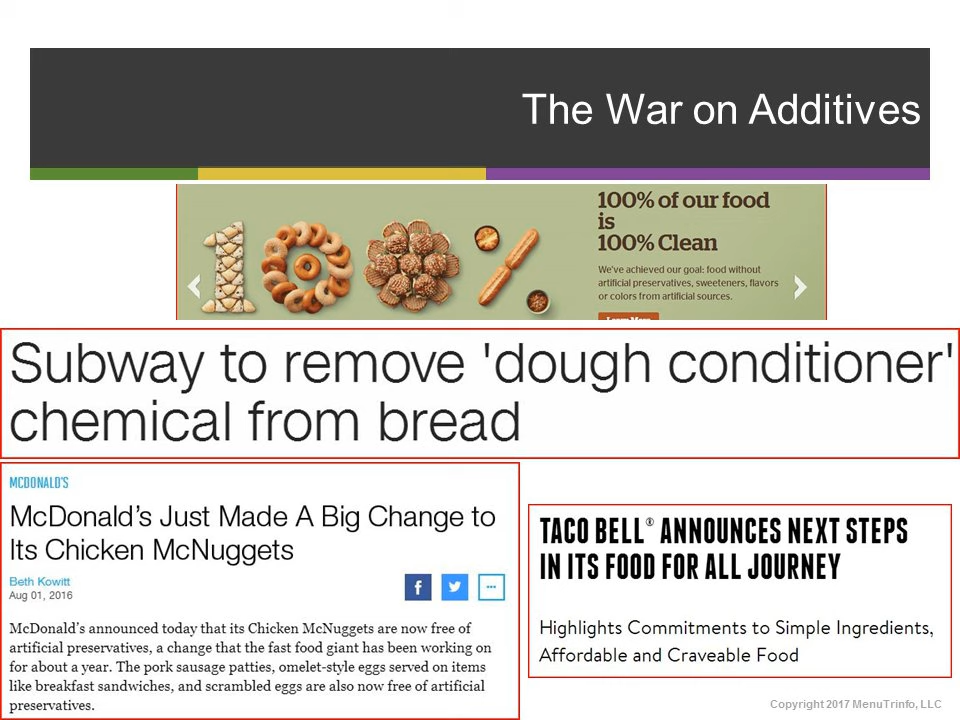 The War on Additives
100% of our food
is
100% Clean
We've achieved our goal: food without
artificial preservatives, sweeteners, flavors
or colors from artificial sources.
Learn More
Subway to remove 'dough conditioner'
chemical from bread
MCDONALD'S
McDonald's Just Made A Big Change to
Its Chicken McNuggets
Beth Kowitt
Aug 01, 2016
McDonald's announced today that its Chicken McNuggets are now free of
artificial preservatives, a change that the fast food giant has been working on
for about a year. The pork sausage patties, omelet-style eggs served on items
like breakfast sandwiches, and scrambled eggs are also now free of artificial
preservatives.
TACO BELL® ANNOUNCES NEXT STEPS
IN ITS FOOD FOR ALL JOURNEY
Highlights Commitments to Simple Ingredients,
Affordable and Craveable Food
Copyright 2017 MenuTrinfo, LLC